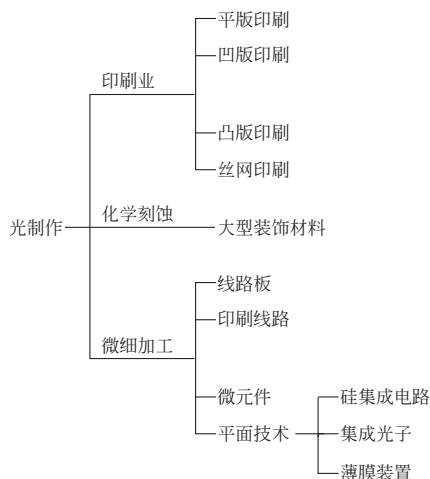 平版印刷
凹版印刷
印刷业
凸版印刷
丝网印刷
化学刻蚀
光制作
大型装饰材料
线路板
印刷线路
微细加工
微元件
硅集成电路
平面技术
集成光子
薄膜装置